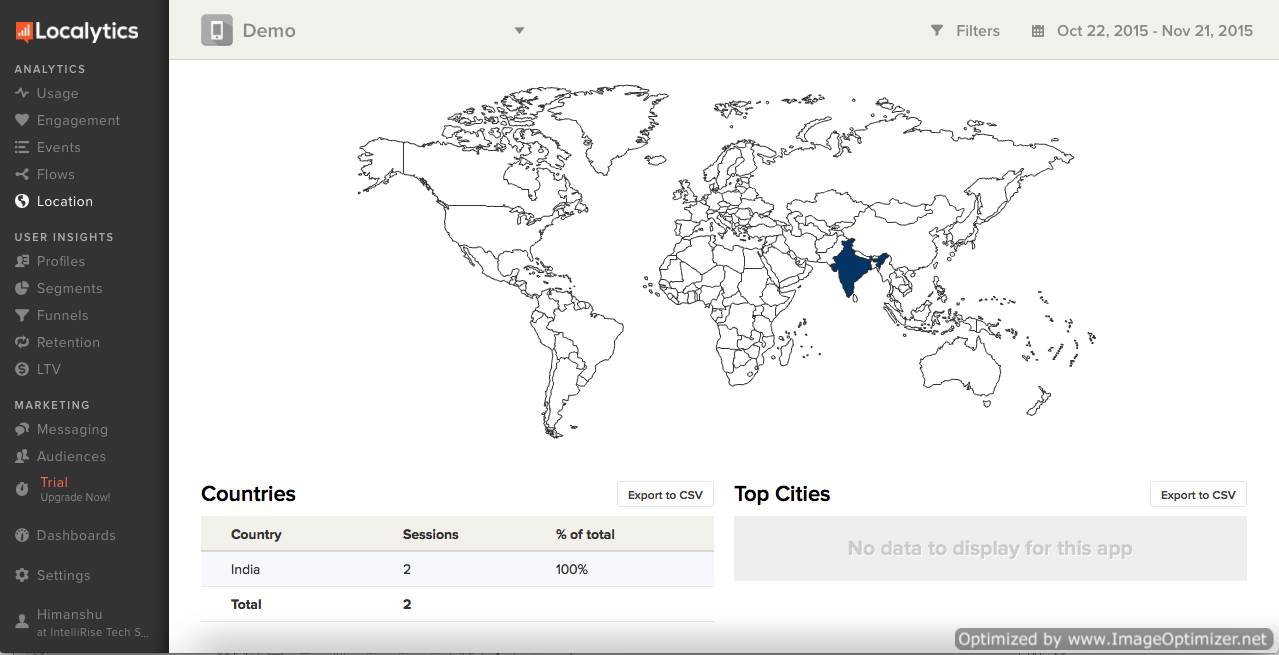 Localytics
Demo
Filters
Oct 22, 2015 - Nov 21, 2015
ANALYTICS
Usage
Engagement
Events
Flows
Location
USER INSIGHTS
Profiles
Segments
Funnels
Retention
LTV
MARKETING
Messaging
Audiences
Trial
Upgrade Now!
Dashboards
Settings
Himanshu
at IntelliRise Tech S...
Countries
Export to CSV
Country Sessions % of total
India 2 100%
Total 2
Top Cities
Export to CSV
No data to display for this app
Optimized by www.ImageOptimizer.net